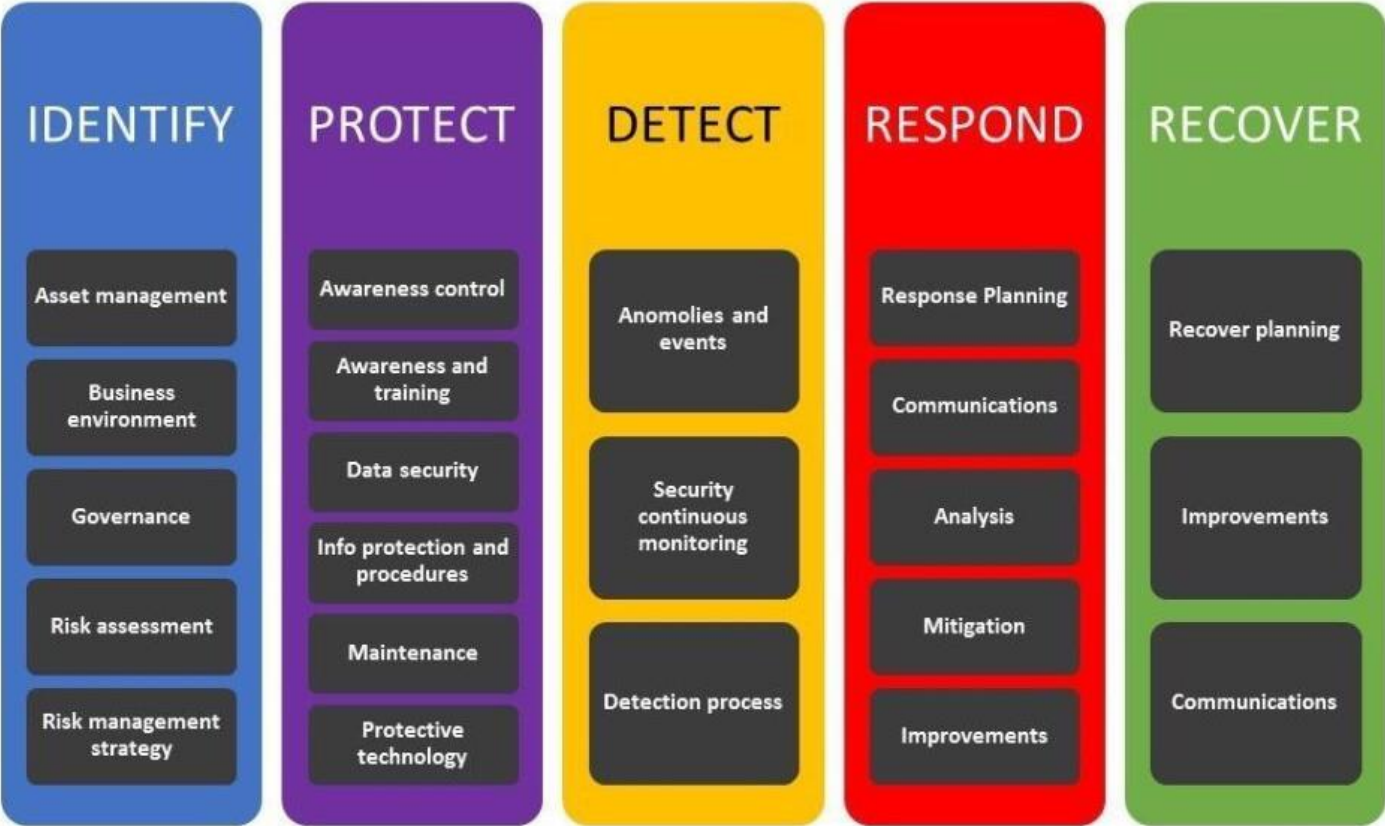 IDENTIFY
Asset management
Business
environment
Governance
Risk assessment
Risk management
strategy
PROTECT
Awareness control
Awareness and
training
Data security
Info protection and
procedures
Maintenance
Protective
technology
DETECT
Anomolies and
events
Security
continuous
monitoring
Detection process
RESPOND
Response Planning
Communications
Analysis
Mitigation
Improvements
RECOVER
Recover planning
Improvements
Communications